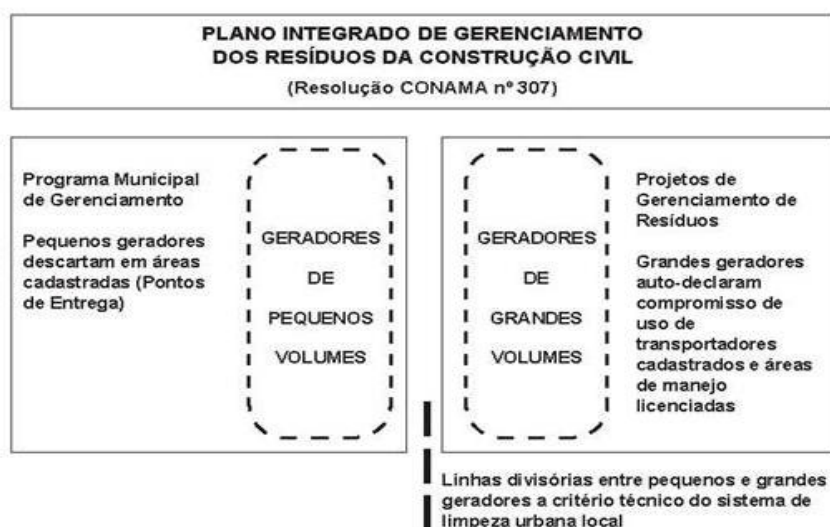 PLANO INTEGRADO DE GERENCIAMENTO
DOS RESÍDUOS DA CONSTRUÇÃO CIVIL
(Resolução CONAMA nº 307)
Programa Municipal
de Gerenciamento
Pequenos geradores
descartam em áreas
cadastradas (Pontos
de Entrega)
GERADORES
DE
PEQUENOS
VOLUMES
GERADORES
DE
GRANDES
VOLUMES
Projetos de
Gerenciamento de
Resíduos
Grandes geradores
auto-declaram
compromisso de
uso de
transportadores
cadastrados e áreas
de manejo
licenciadas
Linhas divisórias entre pequenos e grandes
geradores a critério técnico do sistema de
limpeza urbana local